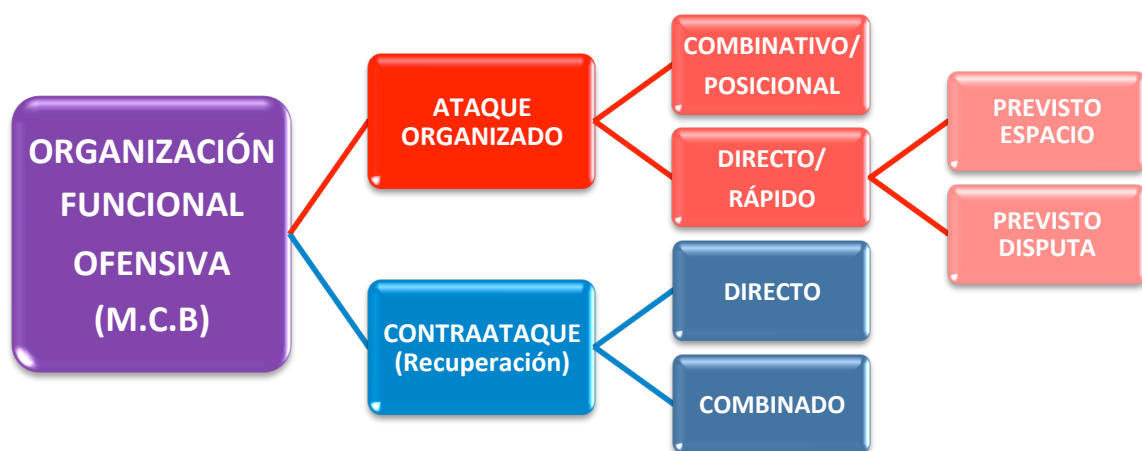 ORGANIZACIÓN
FUNCIONAL
OFENSIVA
(M.C.B)
ATAQUE
ORGANIZADO
COMBINATIVO/
POSICIONAL
DIRECTO/
RÁPIDO
PREVISTO
ESPACIO
PREVISTO
DISPUTA
CONTRAATAQUE
(Recuperación)
DIRECTO
COMBINADO